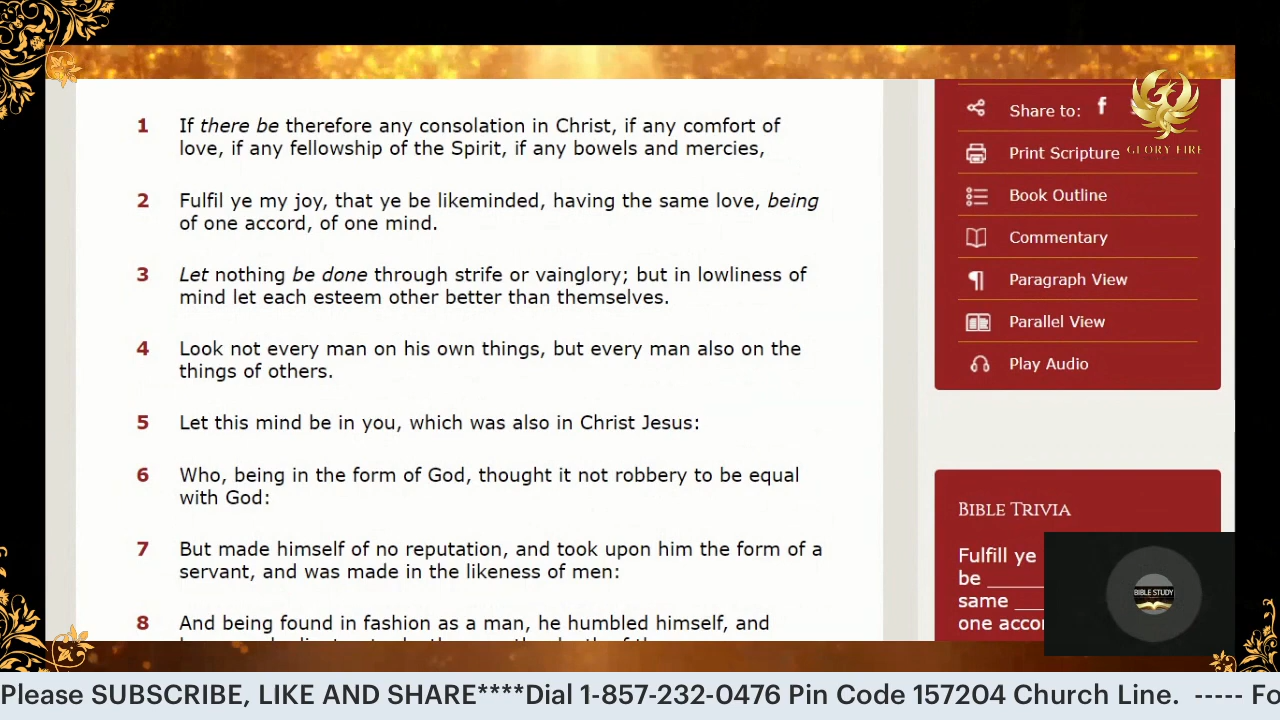 1 If there be therefore any consolation in Christ, if any comfort of
love, if any fellowship of the Spirit, if any bowels and mercies,
2 Fulfil ye my joy, that ye be likeminded, having the same love, being
of one accord, of one mind.
3 Let nothing be done through strife or vainglory; but in lowliness of
mind let each esteem other better than themselves.
4 Look not every man on his own things, but every man also on the
things of others.
5 Let this mind be in you, which was also in Christ Jesus:
6 Who, being in the form of God, thought it not robbery to be equal
with God:
7 But made himself of no reputation, and took upon him the form of a
servant, and was made in the likeness of men:
8 And being found in fashion as a man, he humbled himself, and
Share to:
GLORY FIRE
Print Scripture
Book Outline
Commentary
Paragraph View
Parallel View
Play Audio
BIBLE TRIVIA
Fulfill ye
be ______
same ___
one accor
BIBLE STUDY
Please SUBSCRIBE, LIKE AND SHARE****Dial 1-857-232-0476 Pin Code 157204 Church Line. ----- Fo